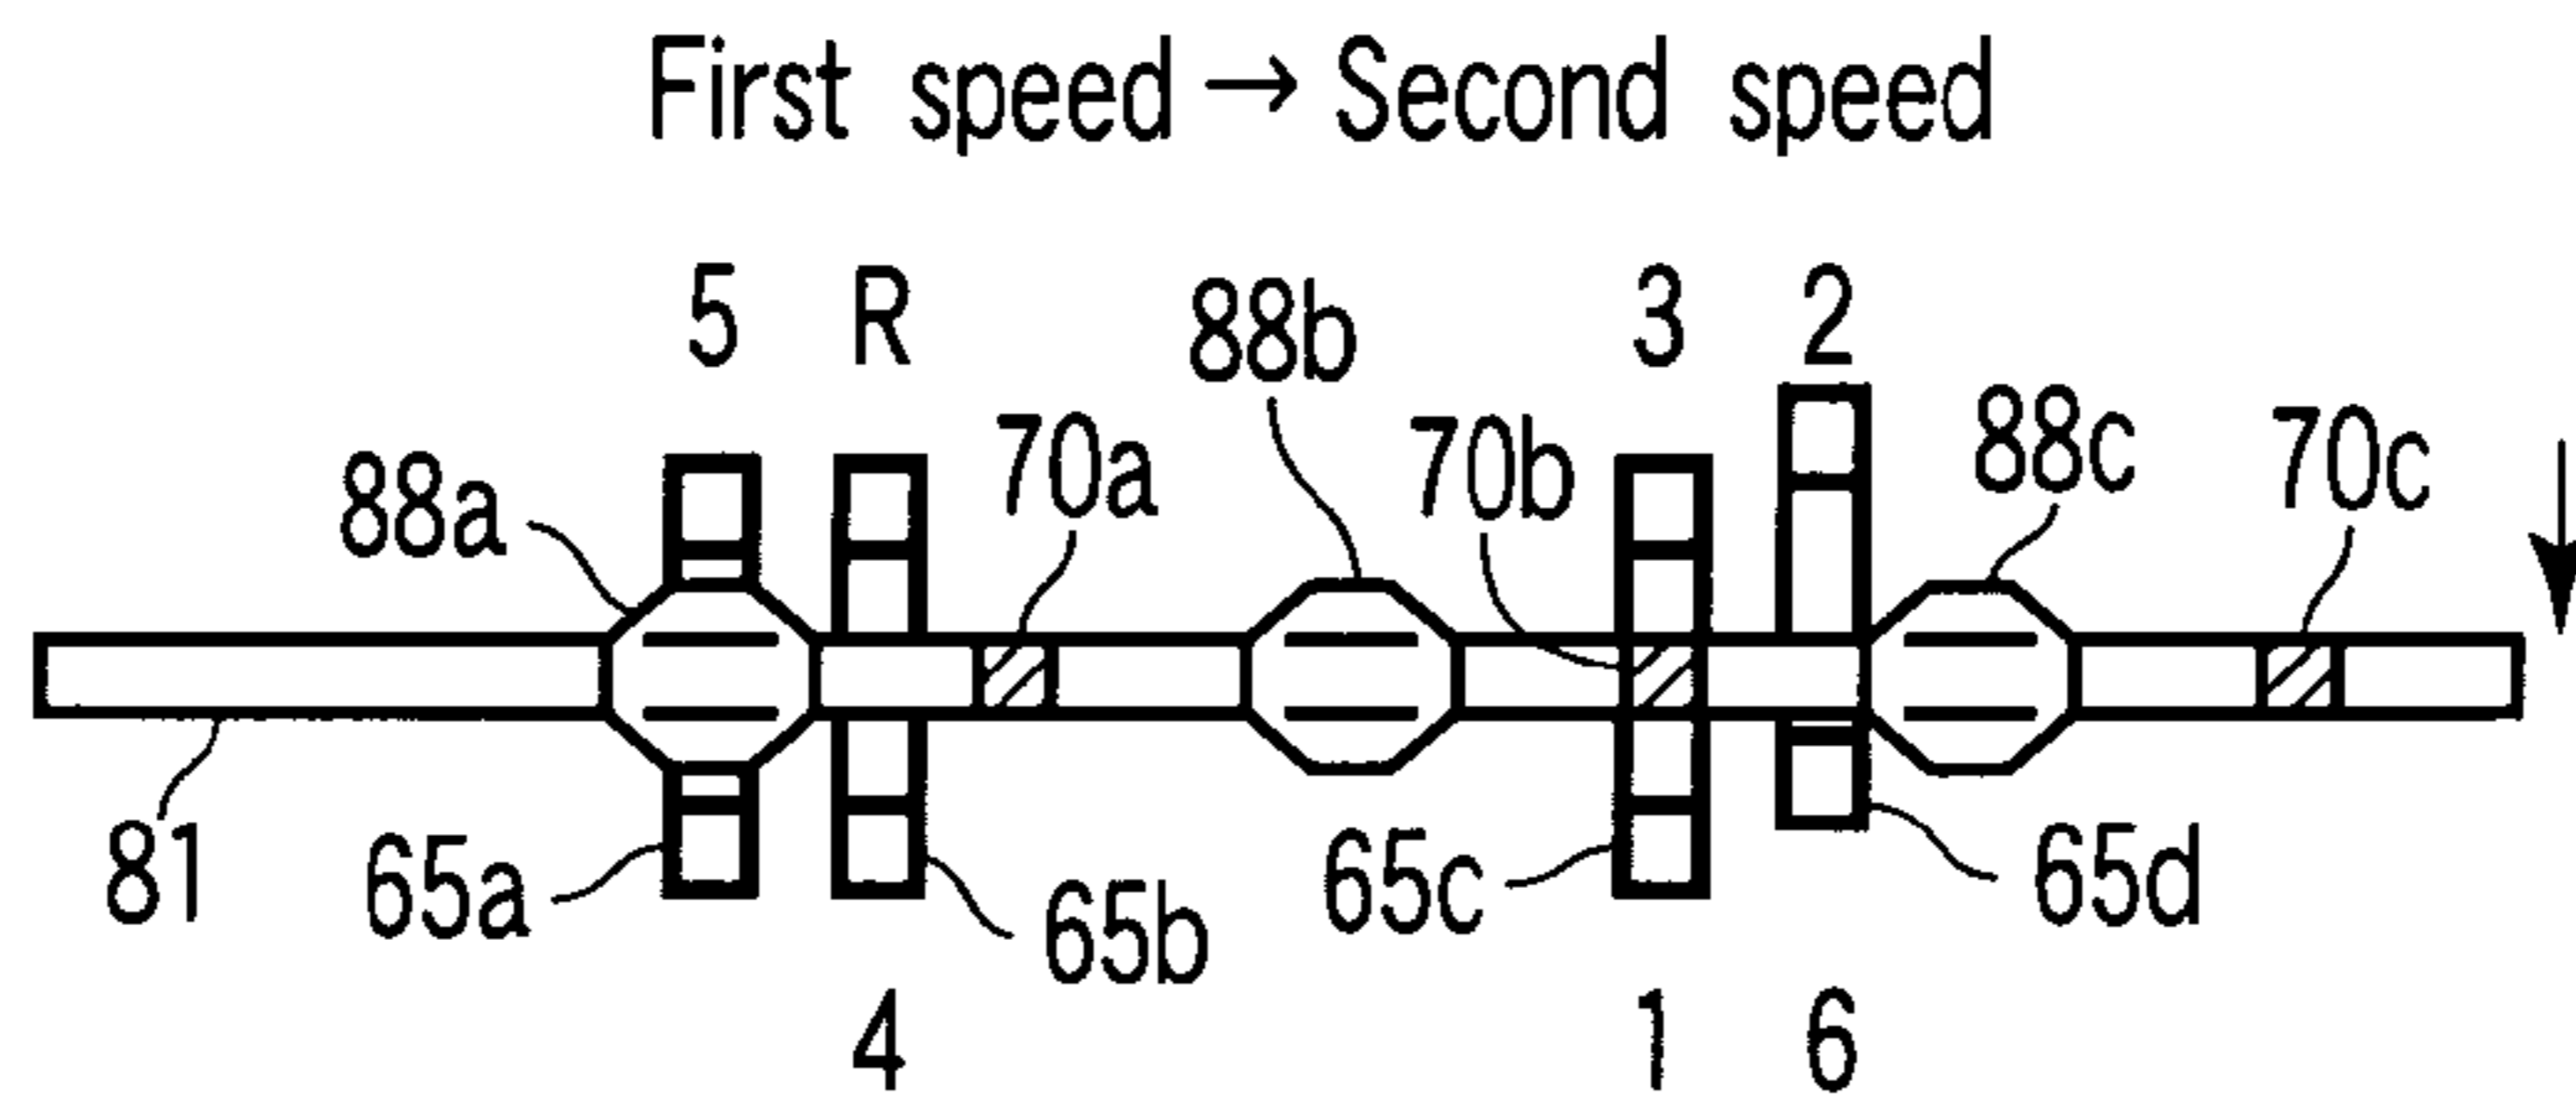 First speed → Second speed
5 R 88b 3 2
88a 70a 70b 88c 70c
81 65a 65b 65c 65d
4 1 6